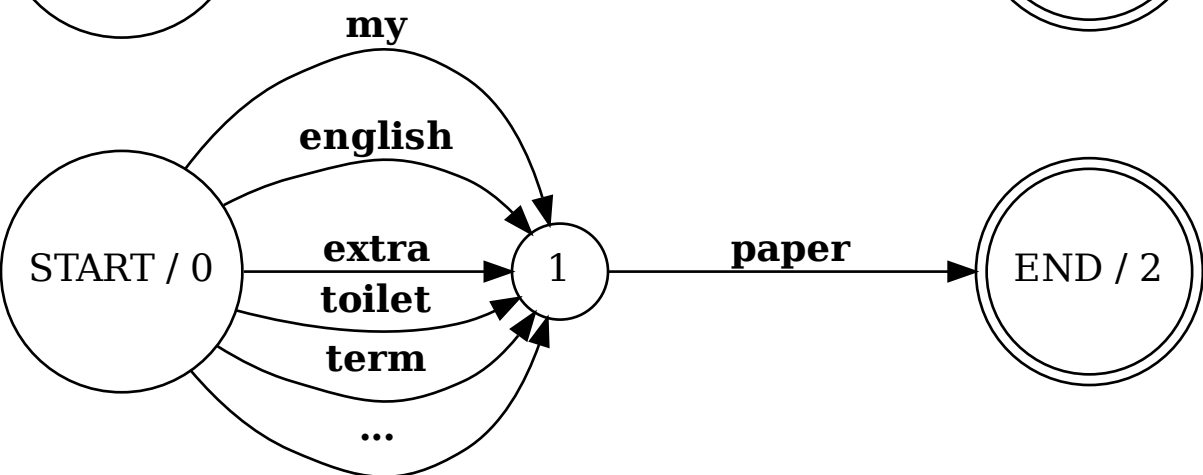 my
english
START / 0
extra
1
paper
END / 2
toilet
term
...